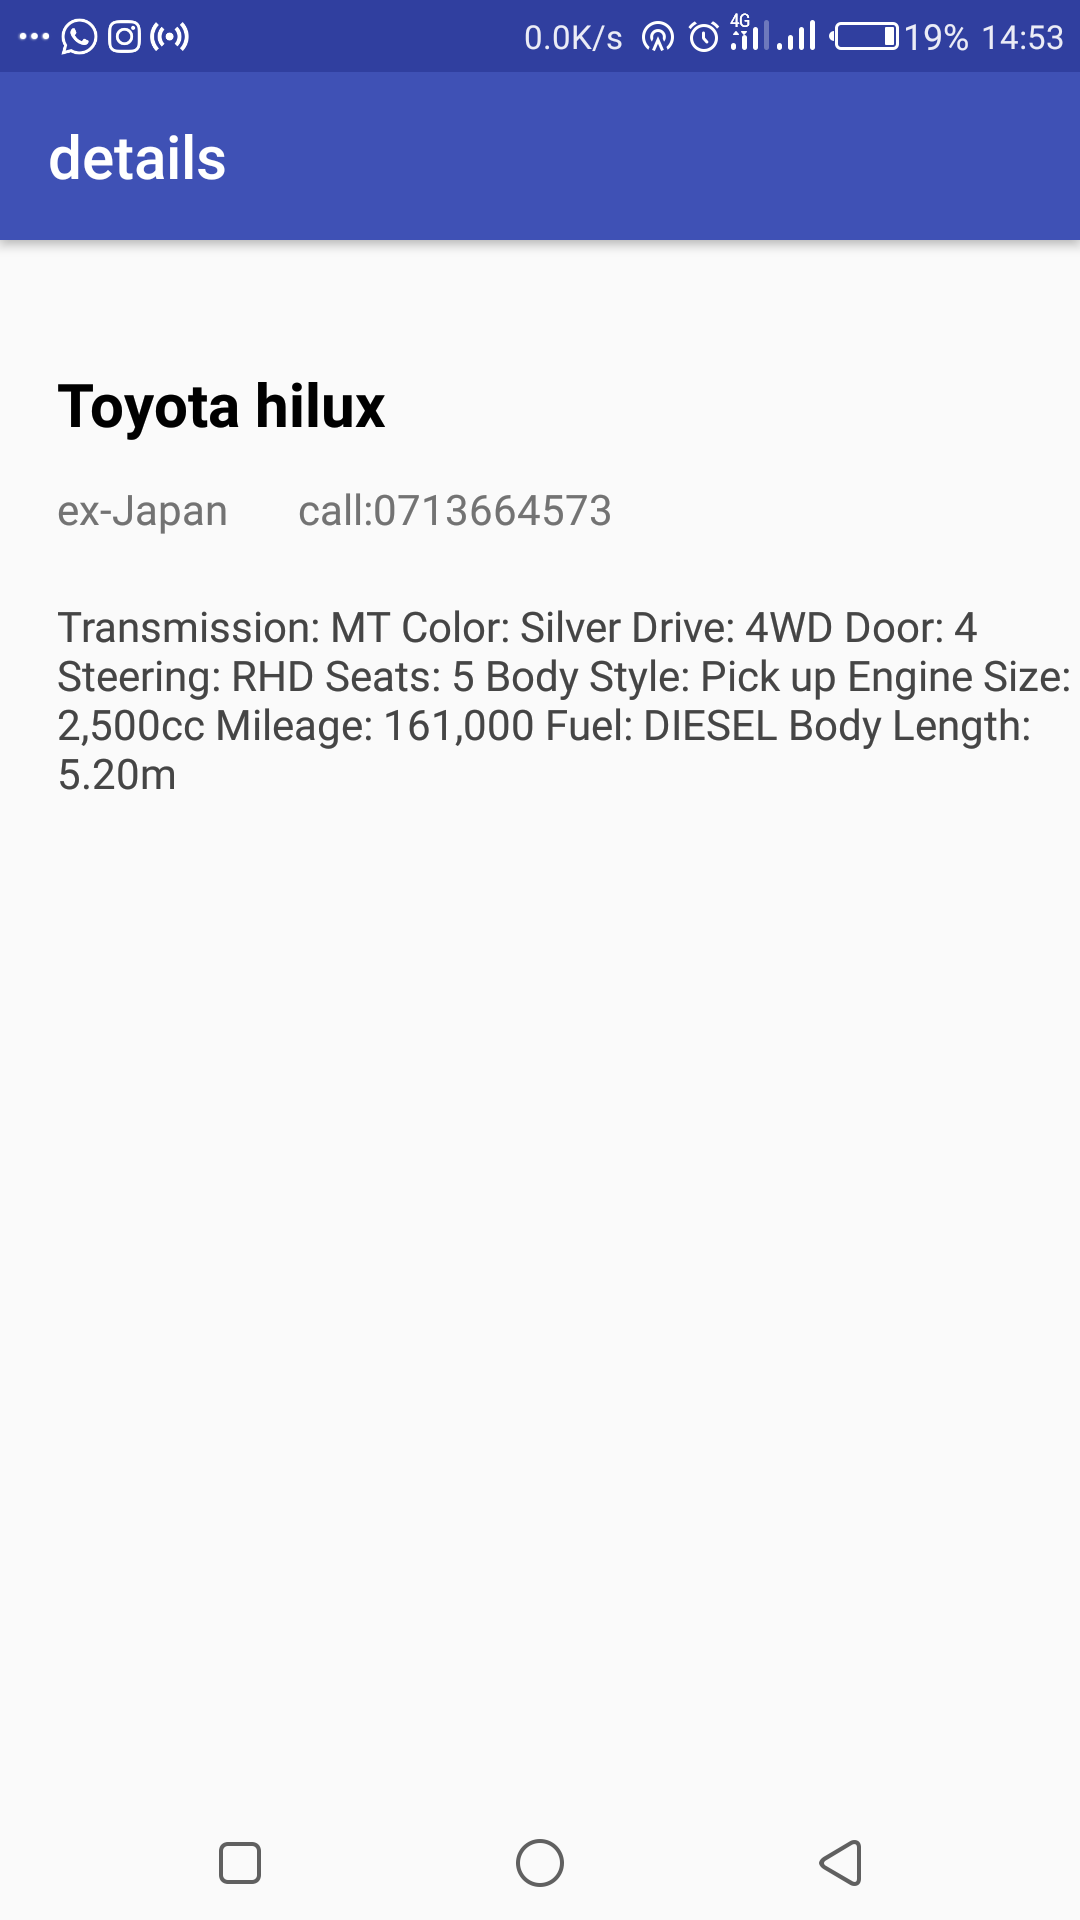 0.0K/s 4G 19% 14:53
details
Toyota hilux
ex-Japan call:0713664573
Transmission: MT Color: Silver Drive: 4WD Door: 4
Steering: RHD Seats: 5 Body Style: Pick up Engine Size:
2,500cc Mileage: 161,000 Fuel: DIESEL Body Length:
5.20m